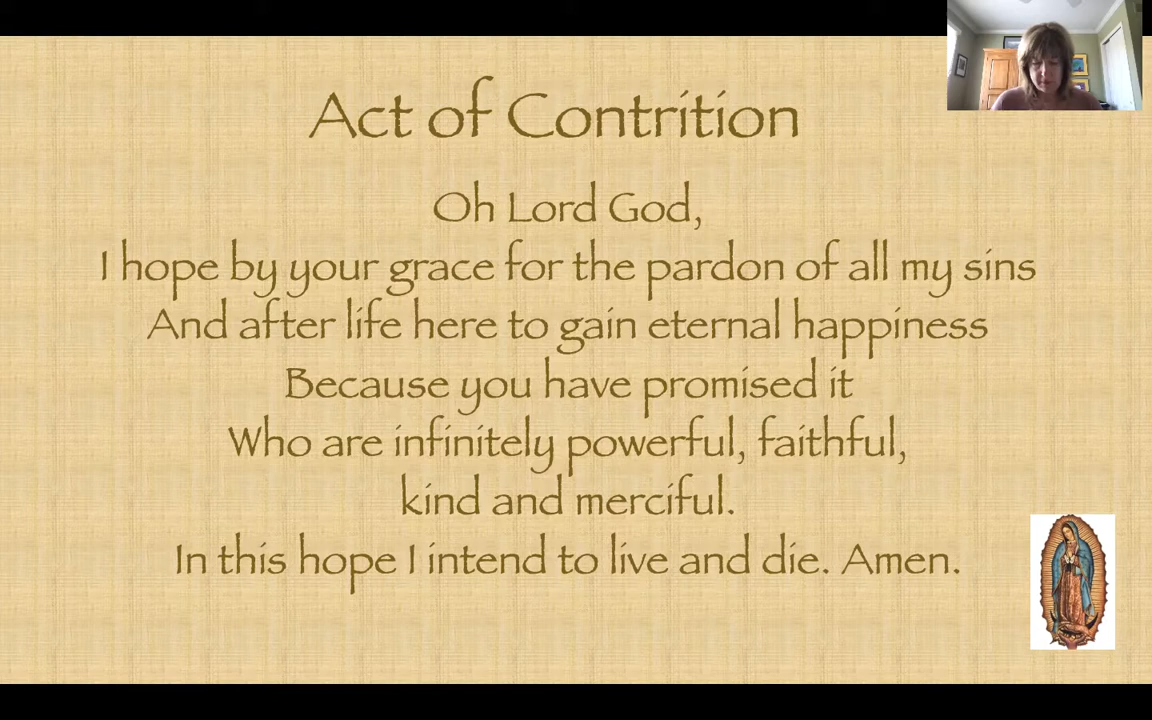 Act of Contrition
Oh Lord God,
I hope by your grace for the pardon of all my sins
And after life here to gain eternal happiness
Because you have promised it
Who are infinitely powerful, faithful,
kind and merciful.
In this hope I intend to live and die. Amen.